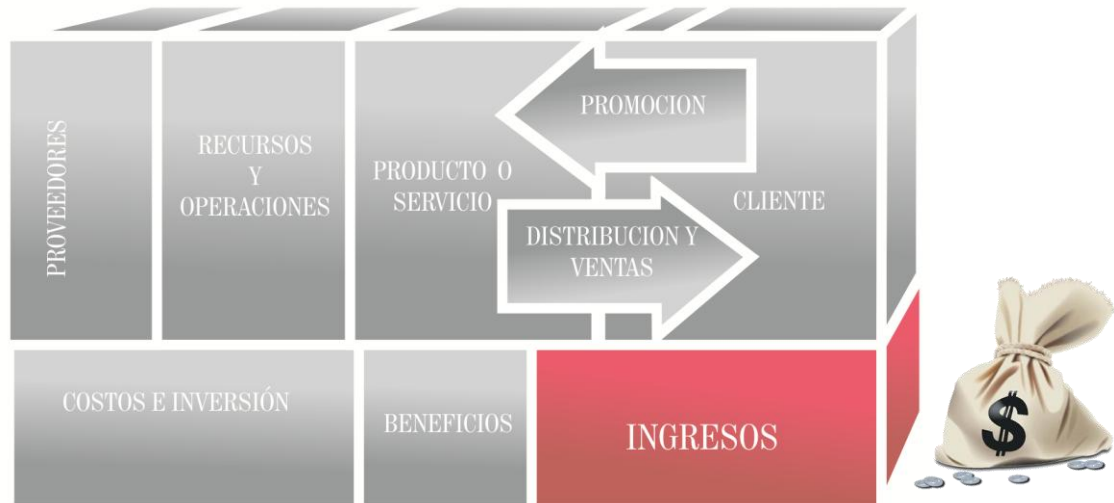 PROVEEDORES
RECURSOS
Y
OPERACIONES
PRODUCTO O
SERVICIO
PROMOCION
DISTRIBUCION Y
VENTAS
CLIENTE
COSTOS E INVERSIÓN
BENEFICIOS
INGRESOS
$